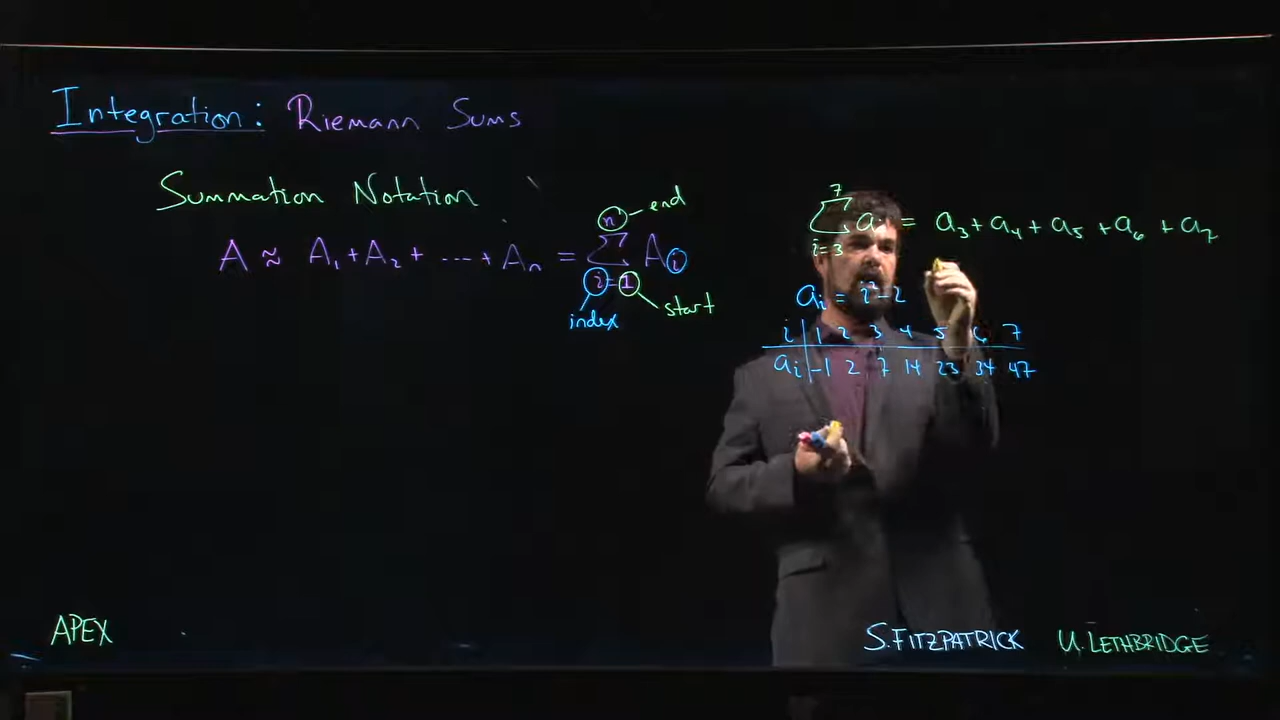 Integration: Riemann Sums
Summation Notation
A ≈ A₁ + A₂ + ... + Aₙ = Σ Aᵢ
n
end
i = 1
index
start
7
Σ aᵢ = a₃ + a₄ + a₅ + a₆ + a₇
i = 3
aᵢ = i² - 2
i | 1 2 3 4 5 6 7
aᵢ | -1 2 7 14 23 34 47
APEX
S. FITZPATRICK U. LETHBRIDGE